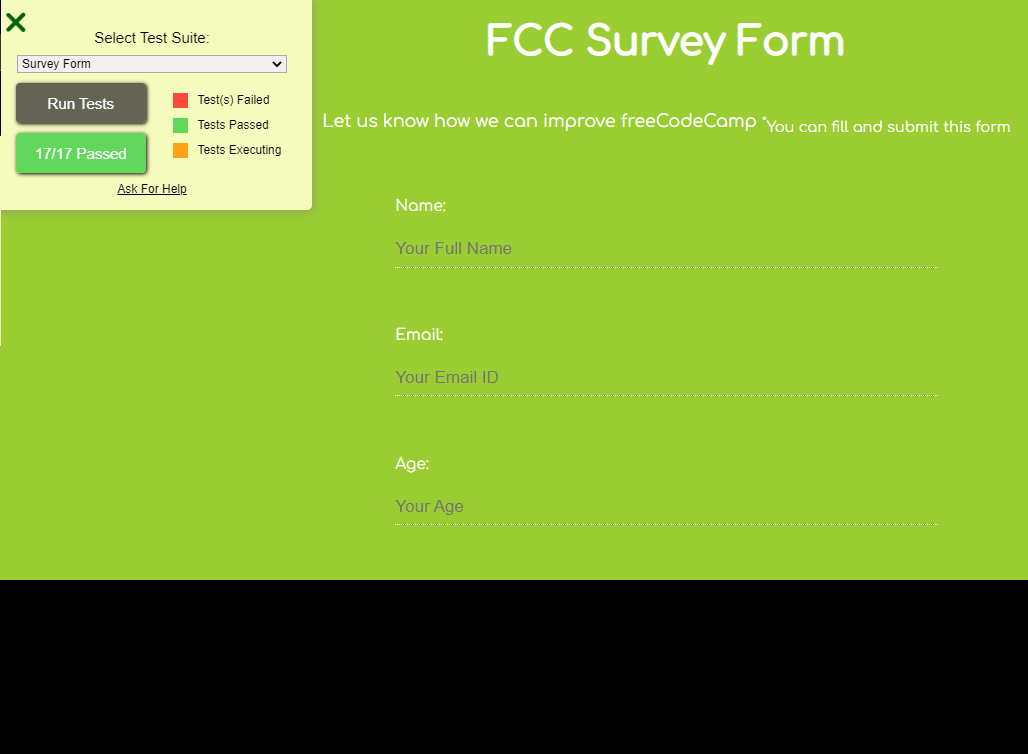 Select Test Suite:
Survey Form
Run Tests
17/17 Passed
Test(s) Failed
Tests Passed
Tests Executing
Ask For Help
FCC Survey Form
Let us know how we can improve freeCodeCamp *You can fill and submit this form
Name:
Your Full Name
Email:
Your Email ID
Age:
Your Age